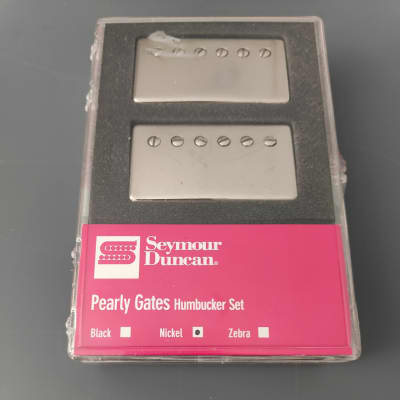 Seymour
Duncan®
Pearly Gates Humbucker Set
Black Nickel Zebra